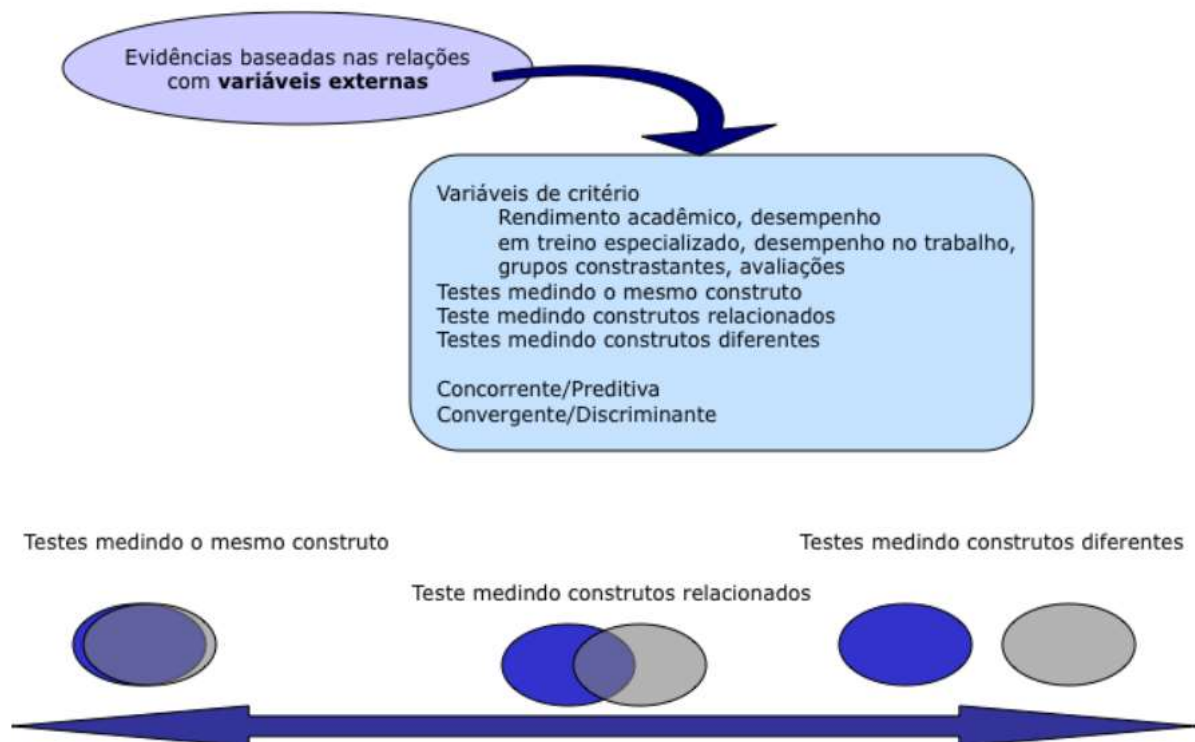 Evidências baseadas nas relações
com variáveis externas
Variáveis de critério
Rendimento acadêmico, desempenho
em treino especializado, desempenho no trabalho,
grupos constrastantes, avaliações
Testes medindo o mesmo construto
Teste medindo construtos relacionados
Testes medindo construtos diferentes
Concorrente/Preditiva
Convergente/Discriminante
Testes medindo o mesmo construto
Testes medindo construtos diferentes
Teste medindo construtos relacionados